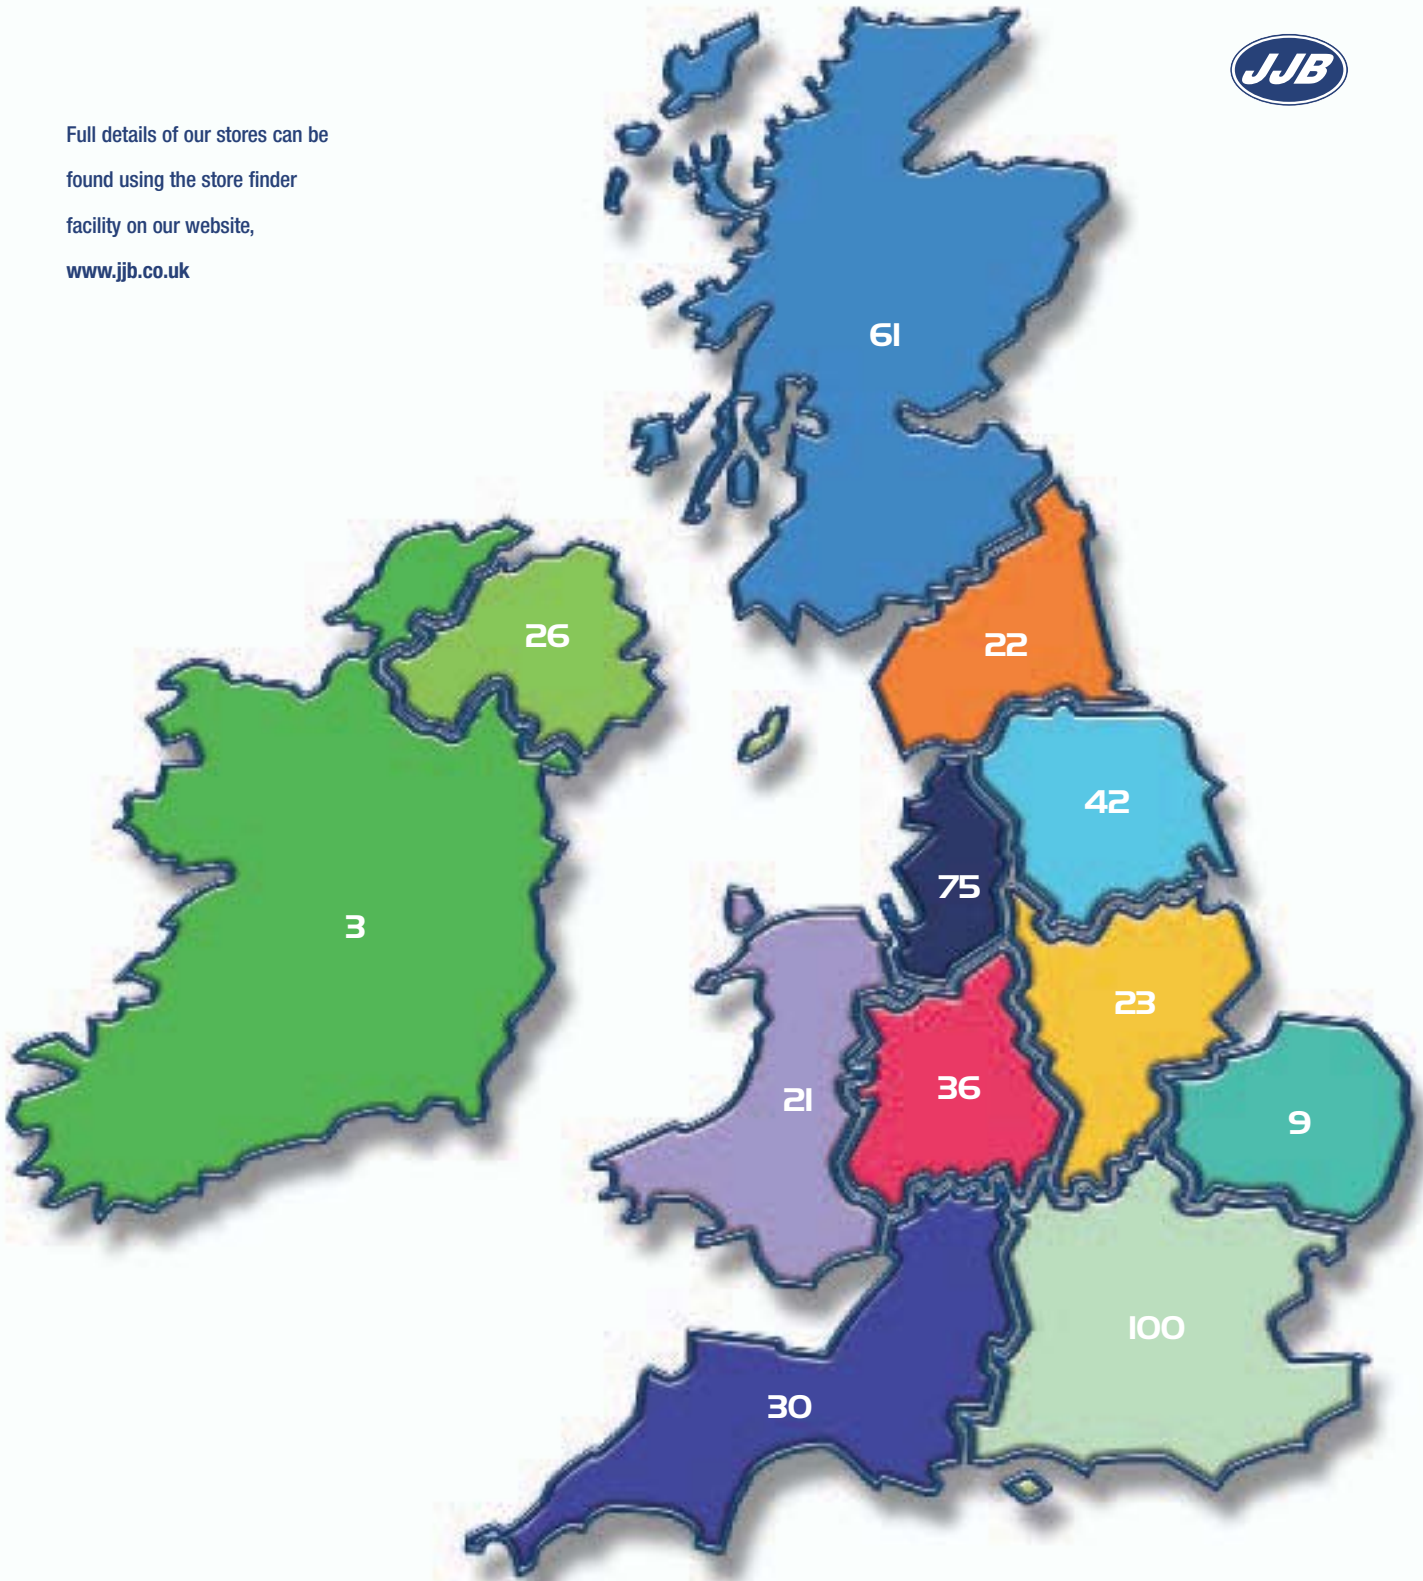 JJB
Full details of our stores can be
found using the store finder
facility on our website,
www.jjb.co.uk
61
26
22
42
75
3
23
36
21
9
100
30